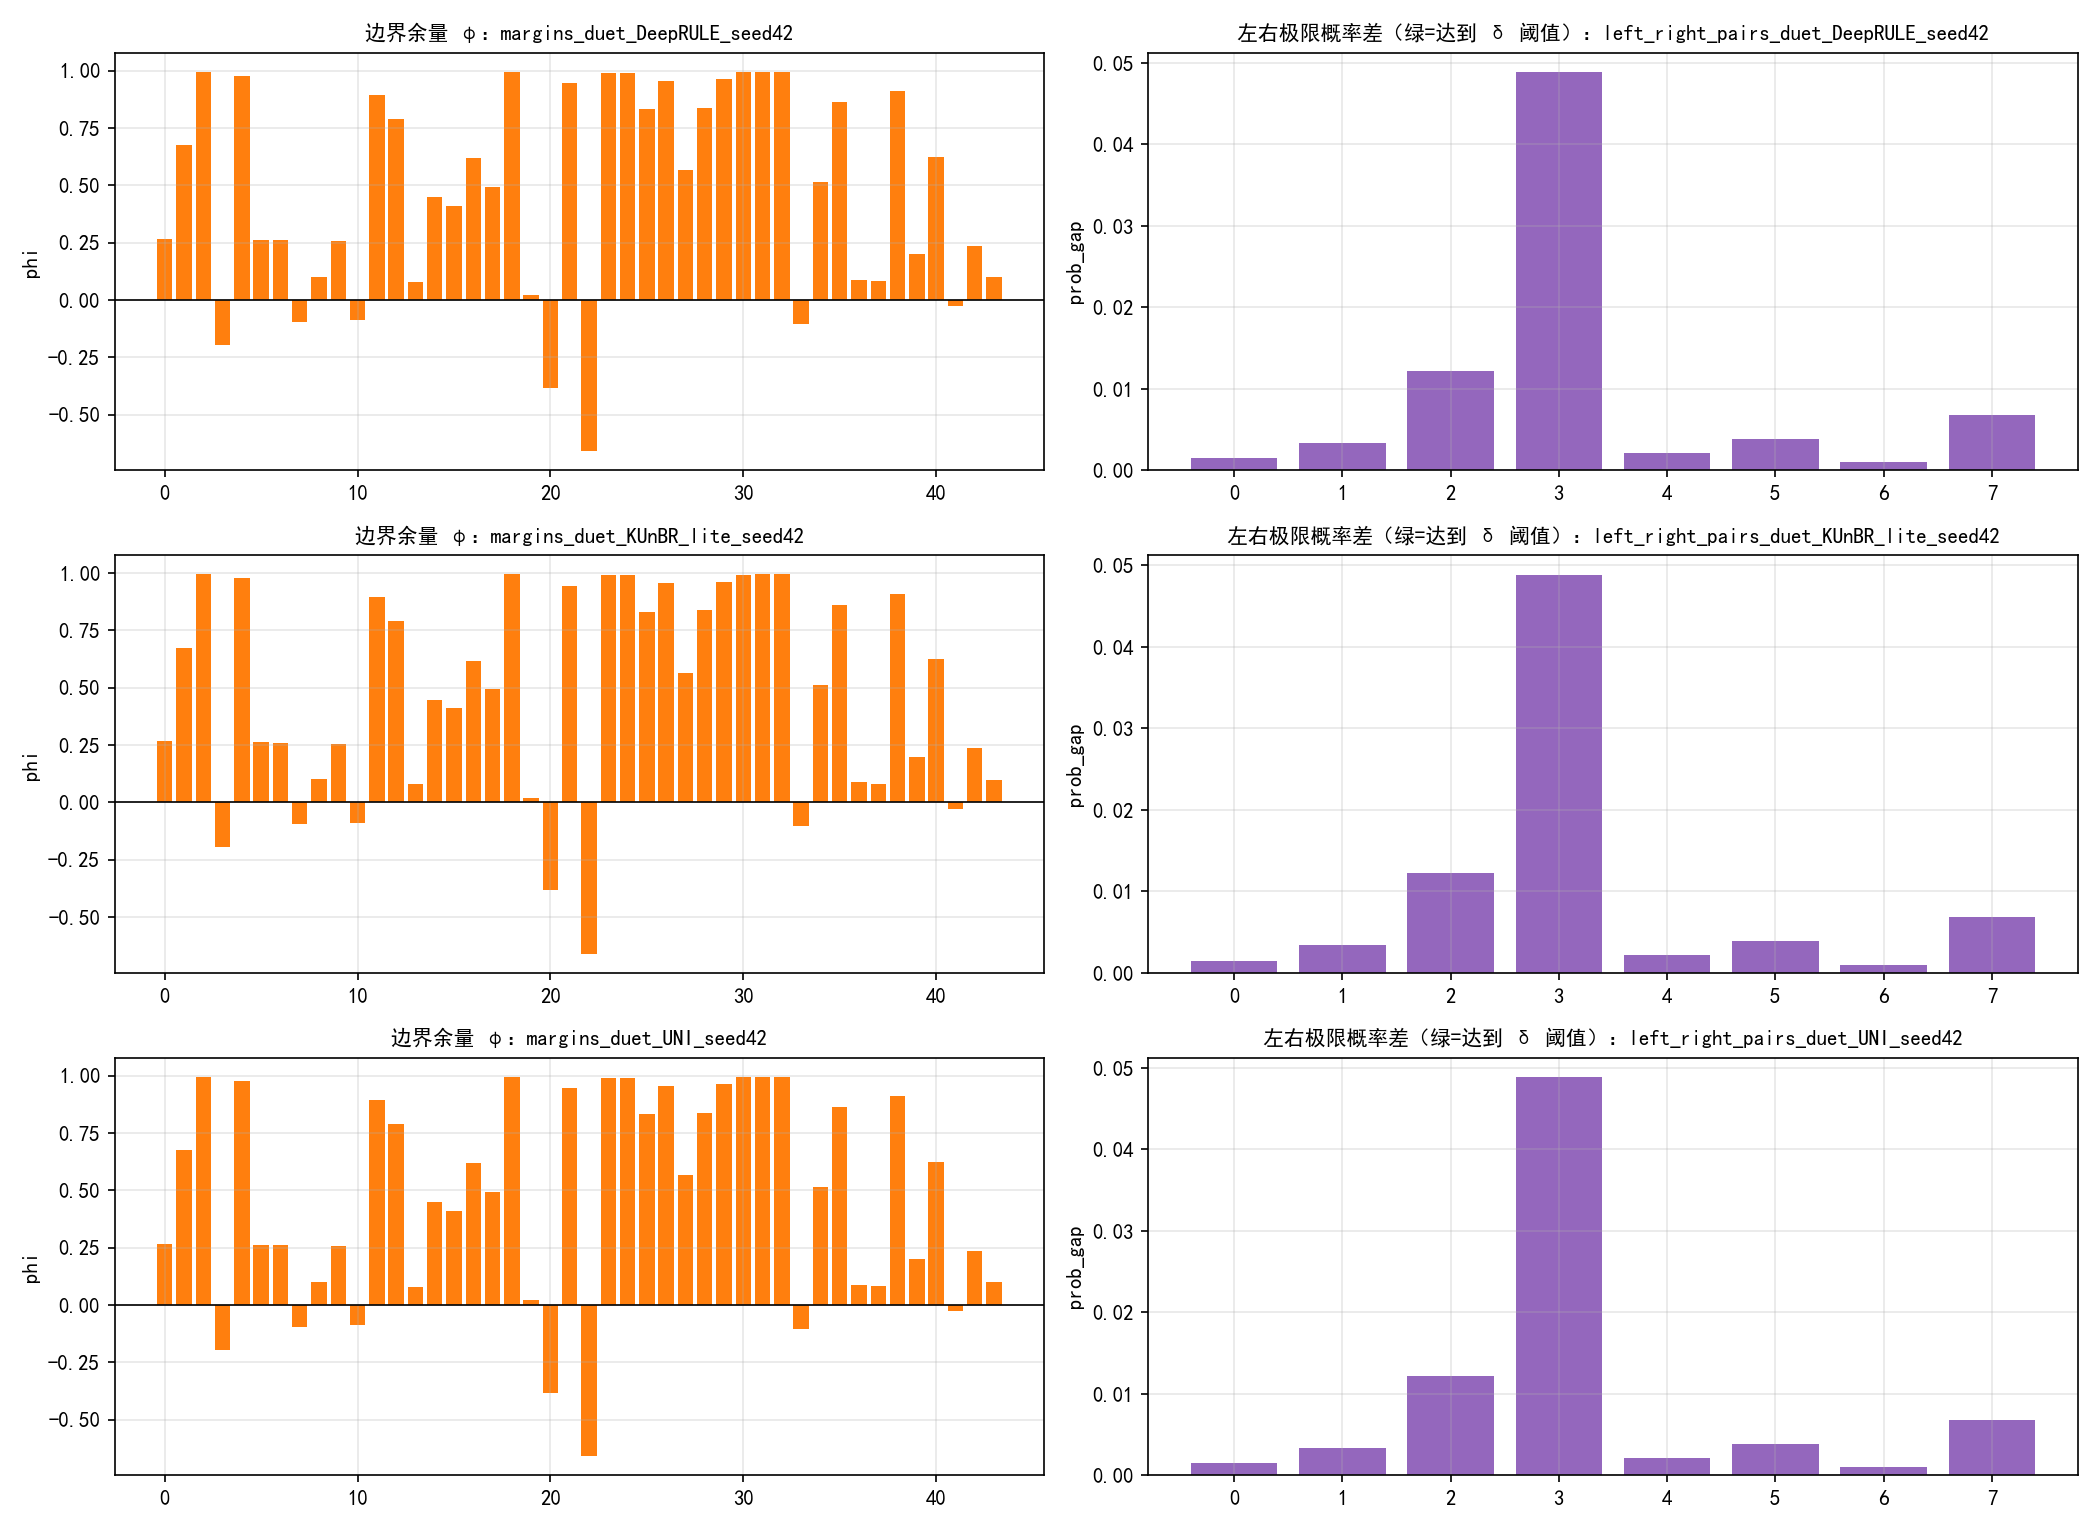 边界余量 φ: margins_duet_DeepRULE_seed42
phi
1.00
0.75
0.50
0.25
0.00
−0.25
−0.50
0 10 20 30 40
左右极限概率差（绿=达到 δ 阈值）: left_right_pairs_duet_DeepRULE_seed42
prob_gap
0.05
0.04
0.03
0.02
0.01
0.00
0 1 2 3 4 5 6 7
边界余量 φ: margins_duet_KUnBR_lite_seed42
phi
1.00
0.75
0.50
0.25
0.00
−0.25
−0.50
0 10 20 30 40
左右极限概率差（绿=达到 δ 阈值）: left_right_pairs_duet_KUnBR_lite_seed42
prob_gap
0.05
0.04
0.03
0.02
0.01
0.00
0 1 2 3 4 5 6 7
边界余量 φ: margins_duet_UNI_seed42
phi
1.00
0.75
0.50
0.25
0.00
−0.25
−0.50
0 10 20 30 40
左右极限概率差（绿=达到 δ 阈值）: left_right_pairs_duet_UNI_seed42
prob_gap
0.05
0.04
0.03
0.02
0.01
0.00
0 1 2 3 4 5 6 7